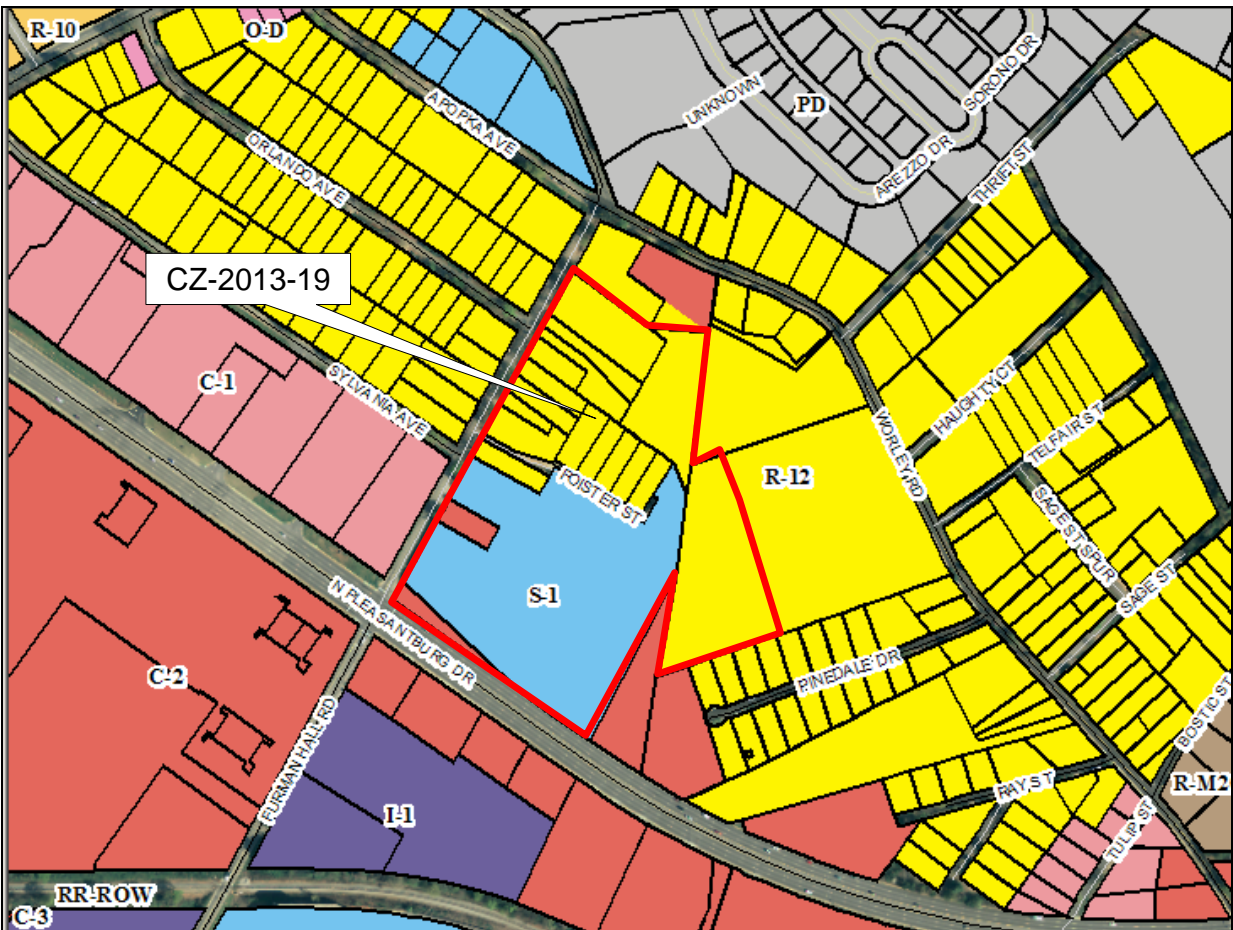 R-10
O-D
UNKNOWN
PD
SORONO DR
APOPKA AVE
ORLANDO AVE
AREZZO DR
THRIFT ST
CZ-2013-19
C-1
SYLVANIA AVE
HAUGHTY CT
WORLEY RD
TELFAIR ST
FOISTER ST
R-12
SAGE ST SPUR
SAGE ST
S-1
N PLEASANTBURG DR
C-2
PINEDALE DR
BOSTIC ST
FURMAN HALL RD
I-1
RAY ST
R-M2
TULIP ST
RR-ROW
C-3